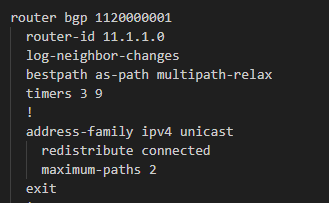 router bgp 1120000001
router-id 11.1.1.0
log-neighbor-changes
bestpath as-path multipath-relax
timers 3 9
!
address-family ipv4 unicast
redistribute connected
maximum-paths 2
exit